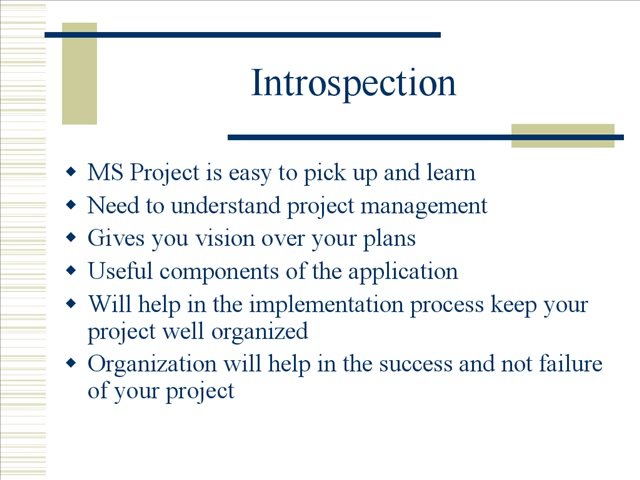 Introspection
MS Project is easy to pick up and learn
Need to understand project management
Gives you vision over your plans
Useful components of the application
Will help in the implementation process keep your
project well organized
Organization will help in the success and not failure
of your project